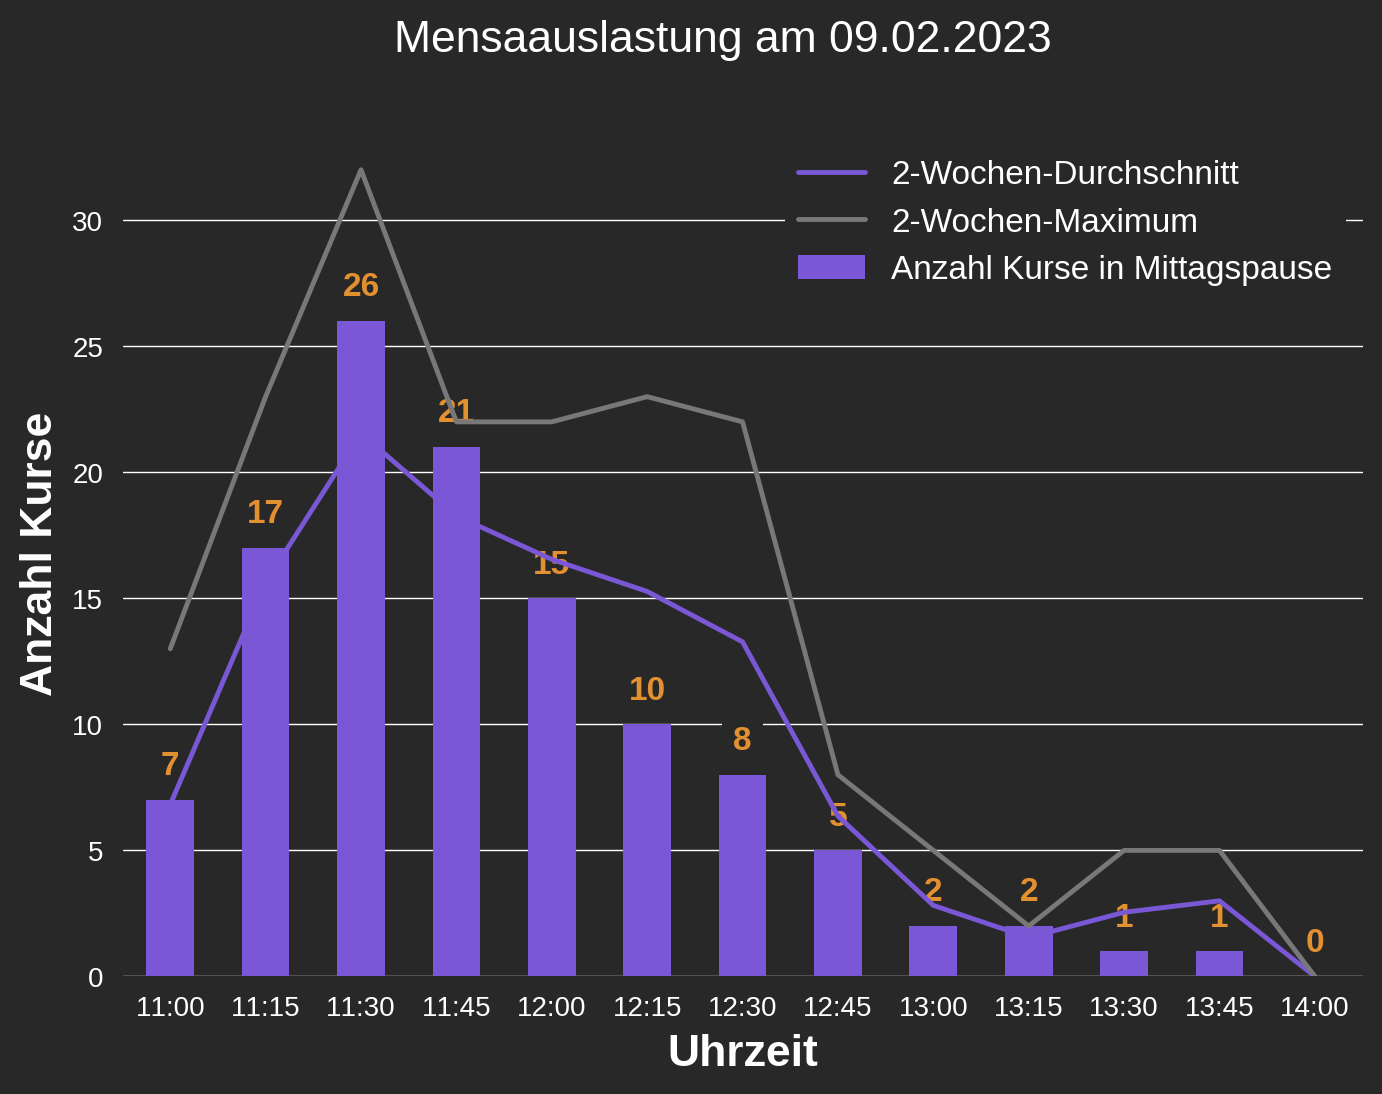 Mensaauslastung am 09.02.2023
2-Wochen-Durchschnitt
2-Wochen-Maximum
Anzahl Kurse in Mittagspause
Anzahl Kurse
30
25
20
15
10
5
0
7
17
26
21
15
10
8
5
2
2
1
1
0
11:00 11:15 11:30 11:45 12:00 12:15 12:30 12:45 13:00 13:15 13:30 13:45 14:00
Uhrzeit